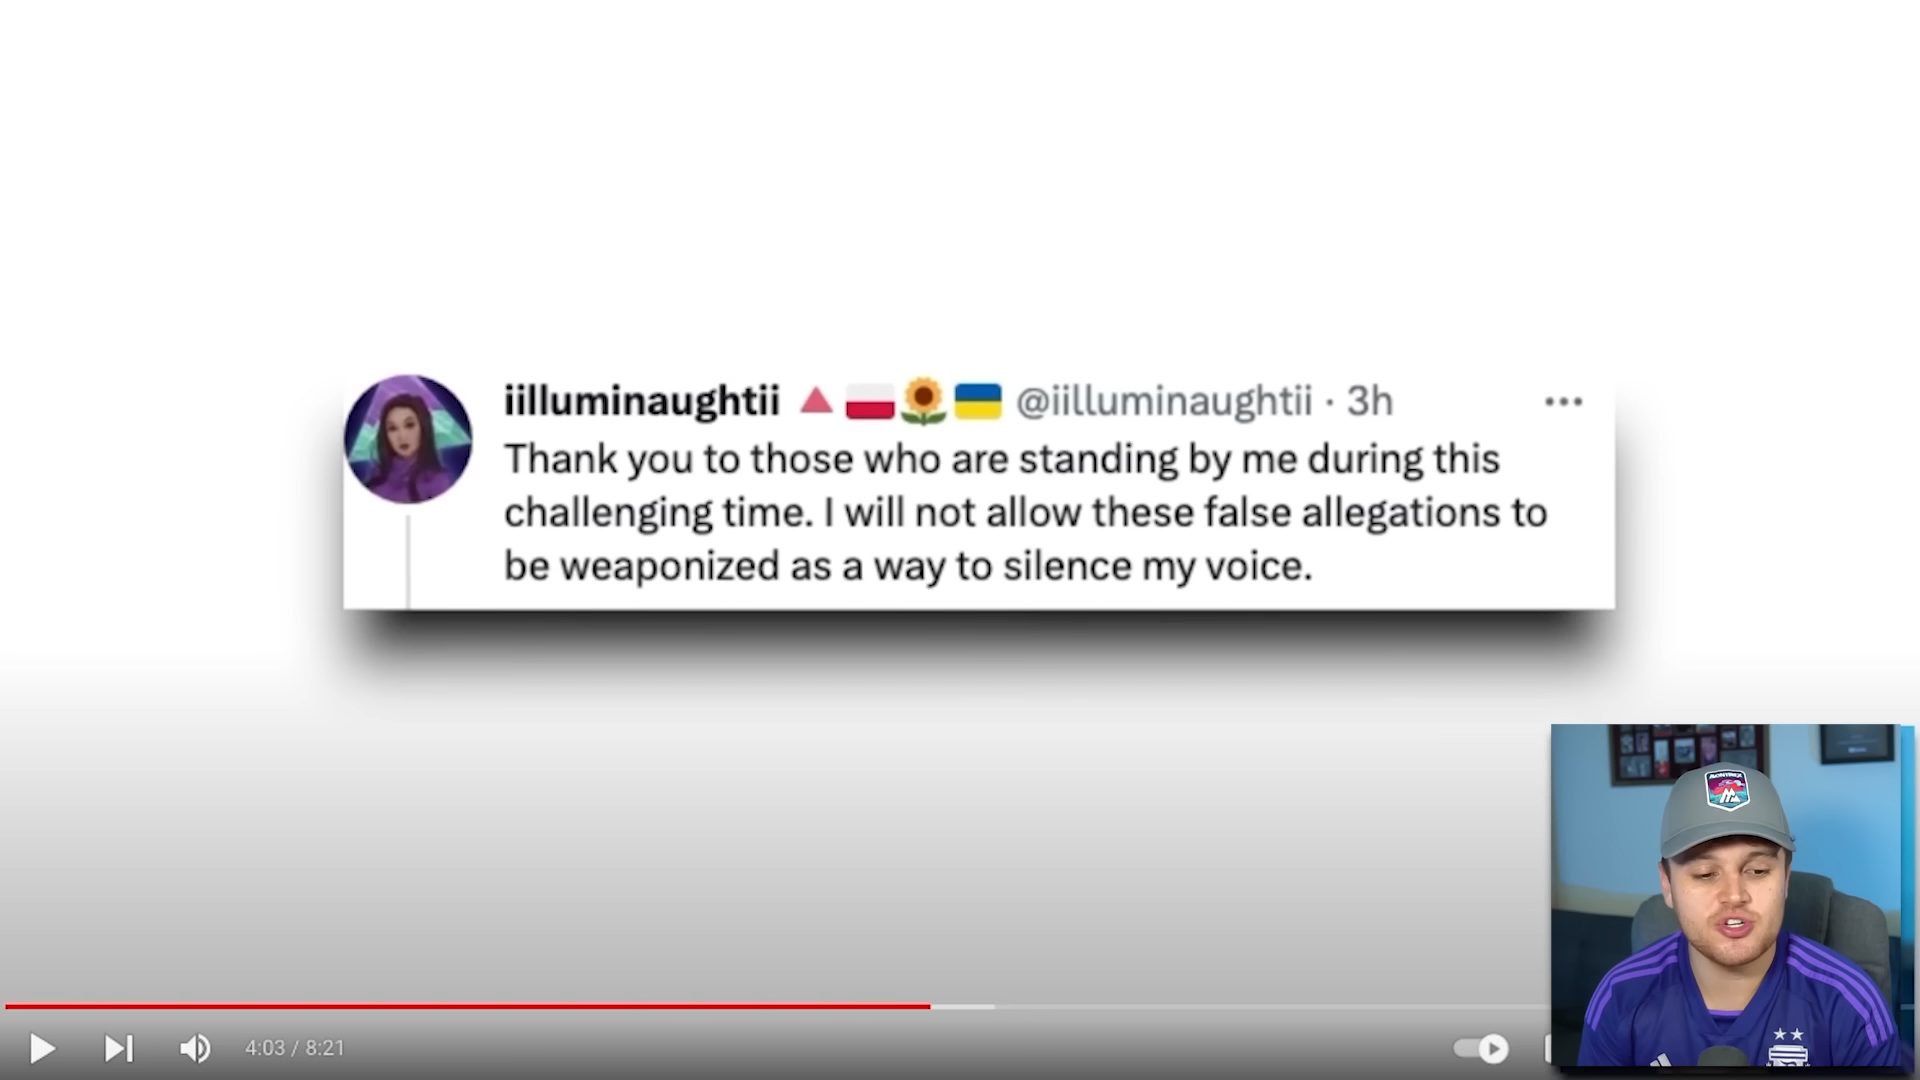 iilluminaughtii 🔺🇵🇱🌻🇺🇦 @iilluminaughtii · 3h
Thank you to those who are standing by me during this
challenging time. I will not allow these false allegations to
be weaponized as a way to silence my voice.
4:03 / 8:21